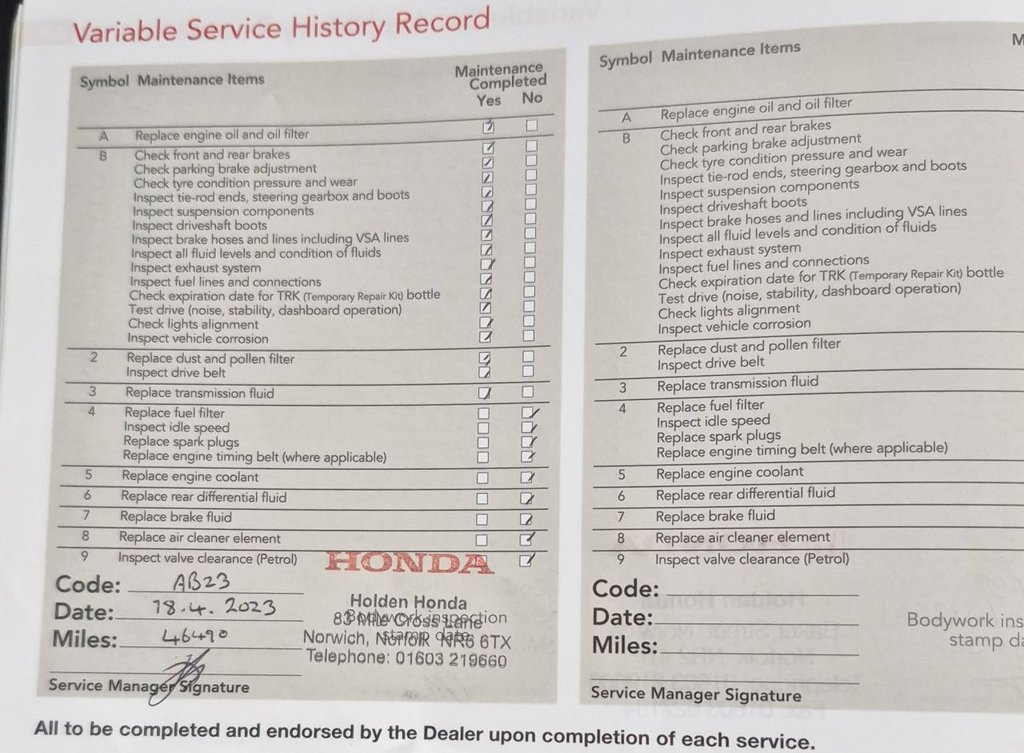 Variable Service History Record
Symbol Maintenance Items
Maintenance
Completed
Yes No
A Replace engine oil and oil filter
B Check front and rear brakes
Check parking brake adjustment
Check tyre condition pressure and wear
Inspect tie-rod ends, steering gearbox and boots
Inspect suspension components
Inspect driveshaft boots
Inspect brake hoses and lines including VSA lines
Inspect all fluid levels and condition of fluids
Inspect exhaust system
Inspect fuel lines and connections
Check expiration date for TRK (Temporary Repair Kit) bottle
Test drive (noise, stability, dashboard operation)
Check lights alignment
Inspect vehicle corrosion
2 Replace dust and pollen filter
Inspect drive belt
3 Replace transmission fluid
4 Replace fuel filter
Inspect idle speed
Replace spark plugs
Replace engine timing belt (where applicable)
5 Replace engine coolant
6 Replace rear differential fluid
7 Replace brake fluid
8 Replace air cleaner element
9 Inspect valve clearance (Petrol)
HONDA
Code: AB23
Date: 18.4.2023
Miles: 46490
Holden Honda
Bodywork inspection
83 Mile Cross Lane
stamp date
Norwich, Norfolk NR6 6TX
Telephone: 01603 219660
Service Manager Signature
Symbol Maintenance Items
M
A Replace engine oil and oil filter
B Check front and rear brakes
Check parking brake adjustment
Check tyre condition pressure and wear
Inspect tie-rod ends, steering gearbox and boots
Inspect suspension components
Inspect driveshaft boots
Inspect brake hoses and lines including VSA lines
Inspect all fluid levels and condition of fluids
Inspect exhaust system
Inspect fuel lines and connections
Check expiration date for TRK (Temporary Repair Kit) bottle
Test drive (noise, stability, dashboard operation)
Check lights alignment
Inspect vehicle corrosion
2 Replace dust and pollen filter
Inspect drive belt
3 Replace transmission fluid
4 Replace fuel filter
Inspect idle speed
Replace spark plugs
Replace engine timing belt (where applicable)
5 Replace engine coolant
6 Replace rear differential fluid
7 Replace brake fluid
8 Replace air cleaner element
9 Inspect valve clearance (Petrol)
Code:
Date:
Miles:
Bodywork ins
stamp da
Service Manager Signature
All to be completed and endorsed by the Dealer upon completion of each service.